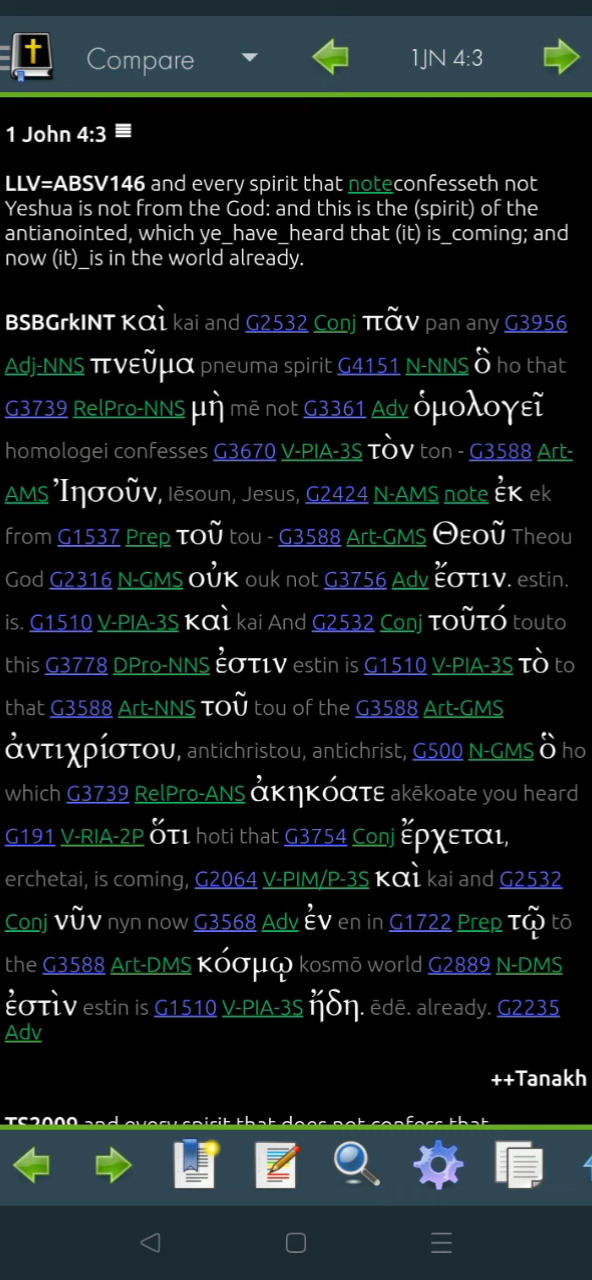 Compare
1JN 4:3
1 John 4:3
LLV=ABSV146 and every spirit that noteconfesseth not
Yeshua is not from the God: and this is the (spirit) of the
antianointed, which ye_have_heard that (it) is_coming; and
now (it)_is in the world already.
BSBGrkINT καὶ kai and G2532 Conj πᾶν pan any G3956
Adj-NNS πνεῦμα pneuma spirit G4151 N-NNS ὃ ho that
G3739 RelPro-NNS μὴ mē not G3361 Adv ὁμολογεῖ
homologei confesses G3670 V-PIA-3S τὸν ton - G3588 Art-
AMS Ἰησοῦν, Iēsoun, Jesus, G2424 N-AMS note ἐκ ek
from G1537 Prep τοῦ tou - G3588 Art-GMS Θεοῦ Theou
God G2316 N-GMS οὐκ ouk not G3756 Adv ἔστιν. estin.
is. G1510 V-PIA-3S καὶ kai And G2532 Conj τοῦτό touto
this G3778 DPro-NNS ἐστιν estin is G1510 V-PIA-3S τὸ to
that G3588 Art-NNS τοῦ tou of the G3588 Art-GMS
ἀντιχρίστου, antichristou, antichrist, G500 N-GMS ὃ ho
which G3739 RelPro-ANS ἀκηκόατε akēkoate you heard
G191 V-RIA-2P ὅτι hoti that G3754 Conj ἔρχεται,
erchetai, is coming, G2064 V-PIM/P-3S καὶ kai and G2532
Conj νῦν nyn now G3568 Adv ἐν en in G1722 Prep τῷ tō
the G3588 Art-DMS κόσμῳ kosmō world G2889 N-DMS
ἐστὶν estin is G1510 V-PIA-3S ἤδη. ēdē. already. G2235
Adv
++Tanakh
TS2009 and every spirit that does not confess that